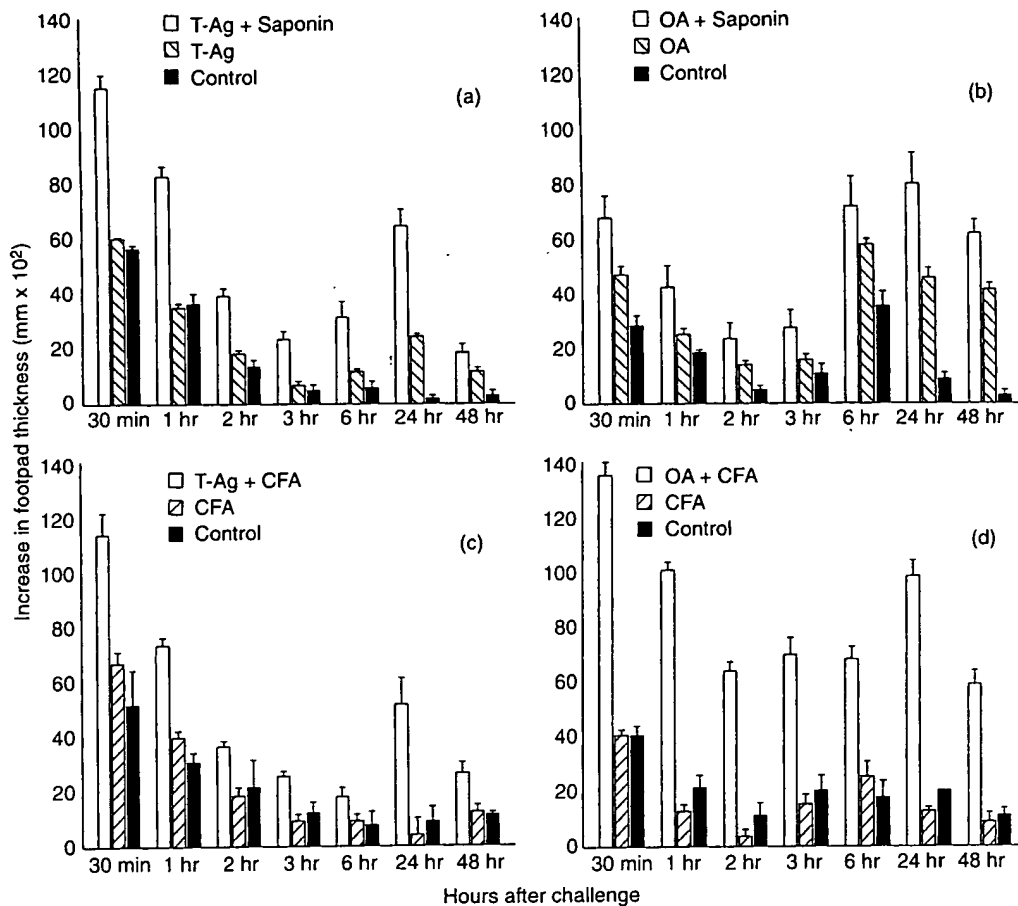 Increase in footpad thickness (mm x 10²)
140
120
100
80
60
40
20
0
T-Ag + Saponin
T-Ag
Control
(a)
30 min 1 hr 2 hr 3 hr 6 hr 24 hr 48 hr
140
120
100
80
60
40
20
0
OA + Saponin
OA
Control
(b)
30 min 1 hr 2 hr 3 hr 6 hr 24 hr 48 hr
140
120
100
80
60
40
20
0
T-Ag + CFA
CFA
Control
(c)
30 min 1 hr 2 hr 3 hr 6 hr 24 hr 48 hr
140
120
100
80
60
40
20
0
OA + CFA
CFA
Control
(d)
30 min 1 hr 2 hr 3 hr 6 hr 24 hr 48 hr
Hours after challenge